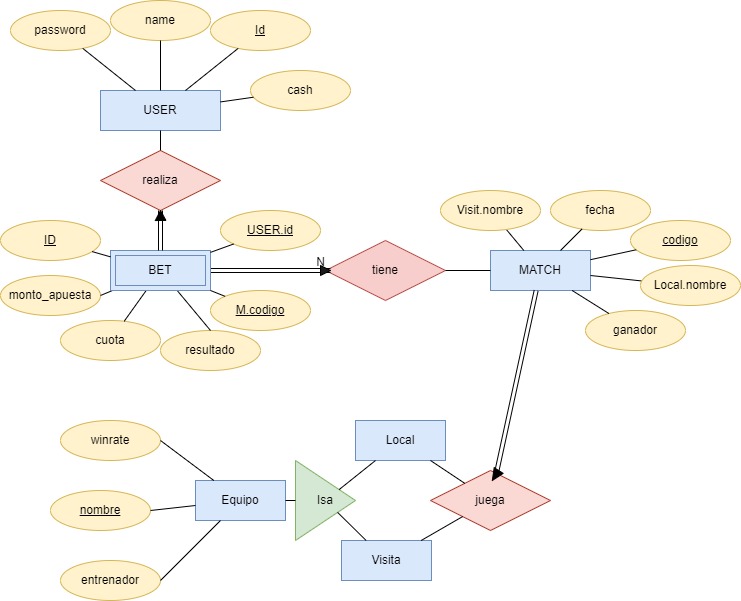 name
password
Id
cash
USER
realiza
Visit.nombre
fecha
USER.id
ID
codigo
N
BET
tiene
MATCH
Local.nombre
monto_apuesta
M.codigo
ganador
cuota
resultado
winrate
Local
Equipo
Isa
juega
nombre
Visita
entrenador